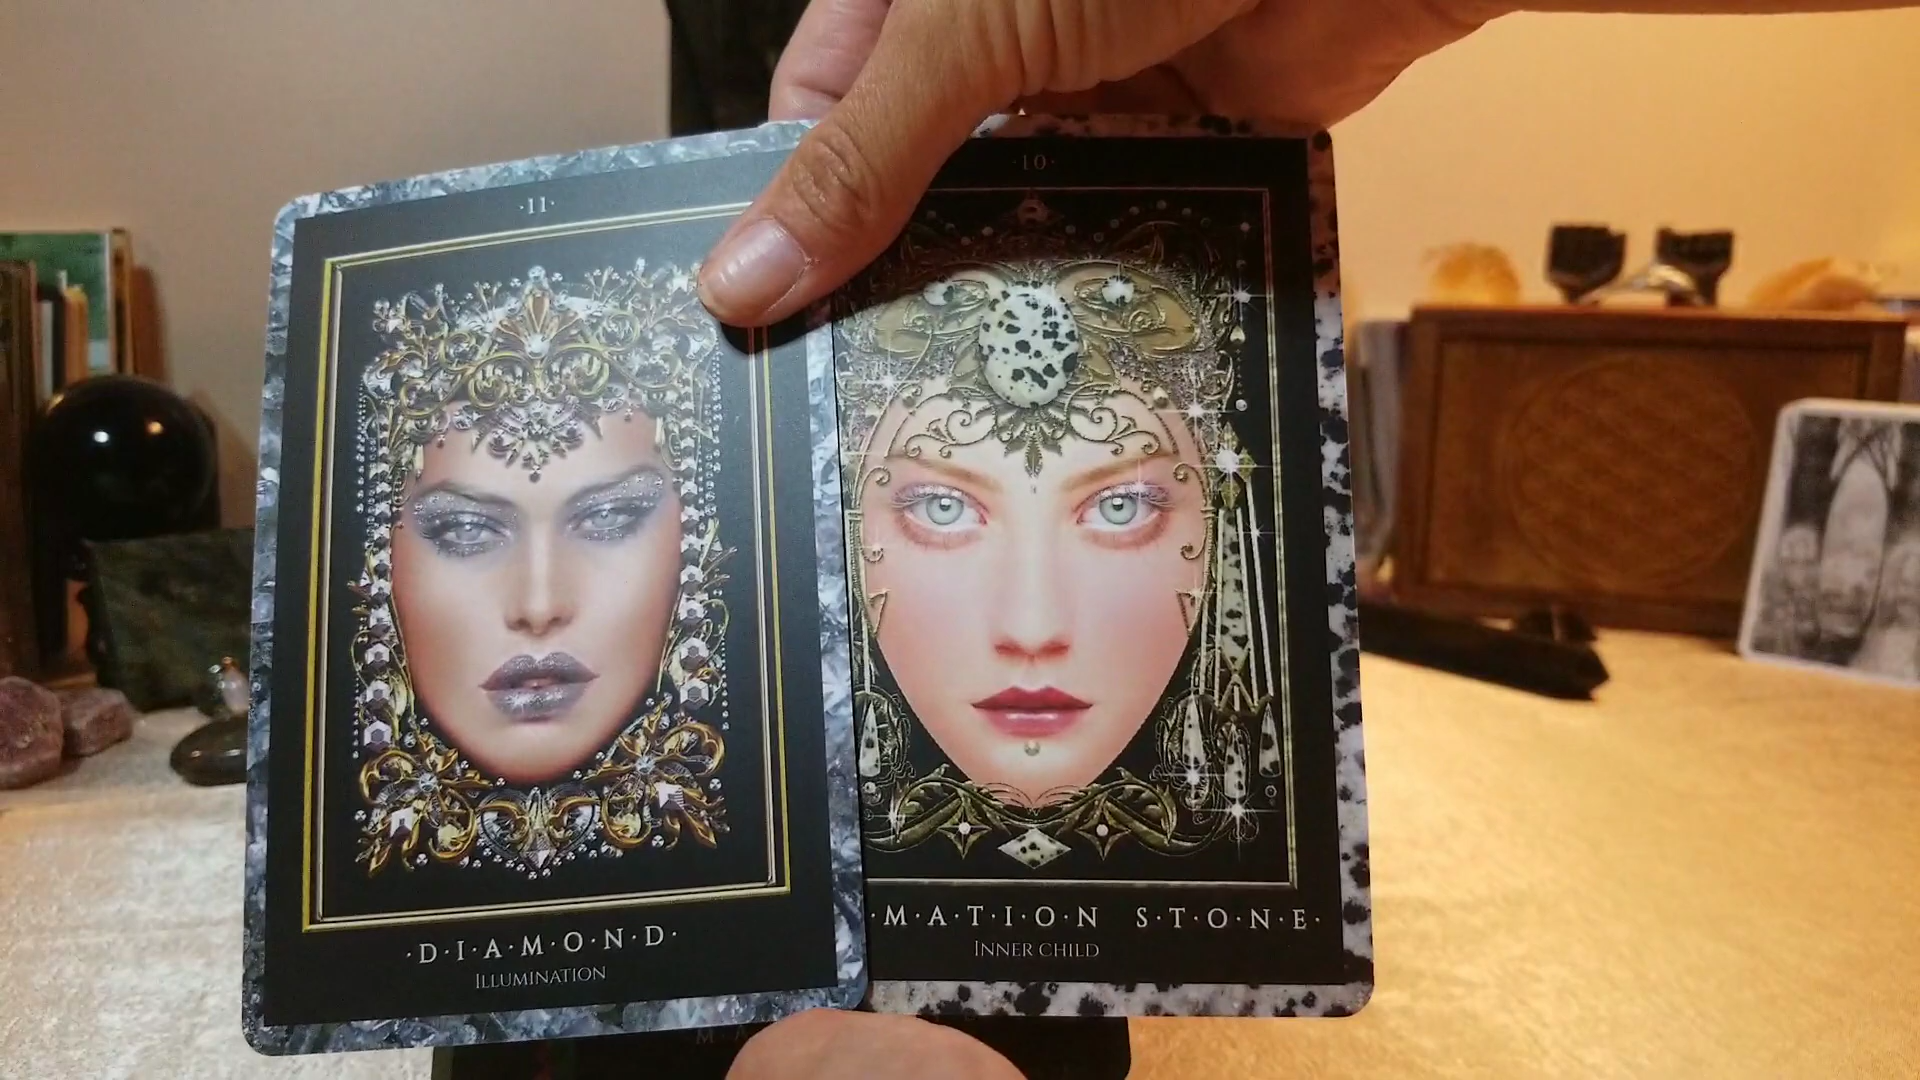 ·11·
·D·I·A·M·O·N·D·
ILLUMINATION
·10·
·M·A·T·I·O·N S·T·O·N·E·
INNER CHILD